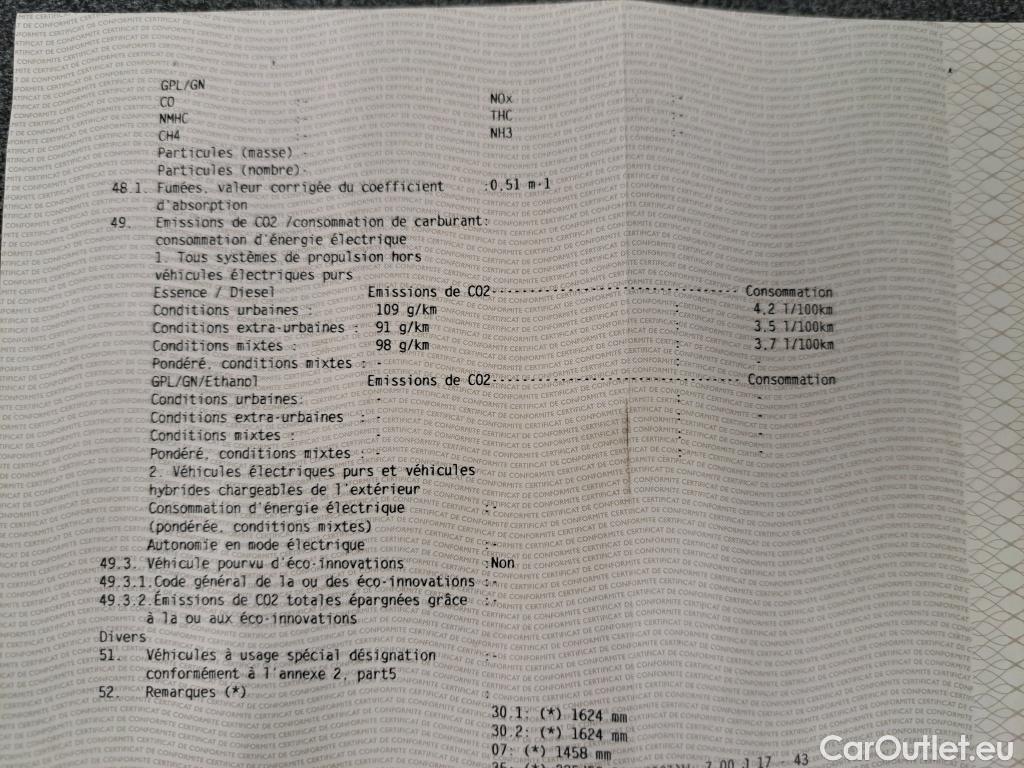 GPL/GN
CO :- NOx :-
NMHC :- THC :-
CH4 :- NH3 :-
Particules (masse) -
Particules (nombre)-
48.1. Fumées, valeur corrigée du coefficient :0,51 m-1
d'absorption
49. Emissions de CO2 /consommation de carburant:
consommation d'énergie électrique
1. Tous systèmes de propulsion hors
véhicules électriques purs
Essence / Diesel Emissions de CO2------------------------------ Consommation
Conditions urbaines : 109 g/km : 4,2 l/100km
Conditions extra-urbaines : 91 g/km : 3.5 l/100km
Conditions mixtes : 98 g/km : 3.7 l/100km
Pondéré, conditions mixtes : - : -
GPL/GN/Ethanol Emissions de CO2------------------------------ Consommation
Conditions urbaines: - : -
Conditions extra-urbaines : - : -
Conditions mixtes : - : -
Pondéré, conditions mixtes : - : -
2. Véhicules électriques purs et véhicules
hybrides chargeables de l'extérieur
Consommation d'énergie électrique :-
(pondérée, conditions mixtes)
Autonomie en mode électrique :-
49.3. Véhicule pourvu d'éco-innovations :Non
49.3.1.Code général de la ou des éco-innovations :-
49.3.2.Émissions de CO2 totales épargnées grâce :-
à la ou aux éco-innovations
Divers
51. Véhicules à usage spécial désignation :-
conformément à l'annexe 2, part5
52. Remarques (*) :
30.1: (*) 1624 mm
30.2: (*) 1624 mm
07: (*) 1458 mm
7.00 J 17 - 43
CarOutlet.eu